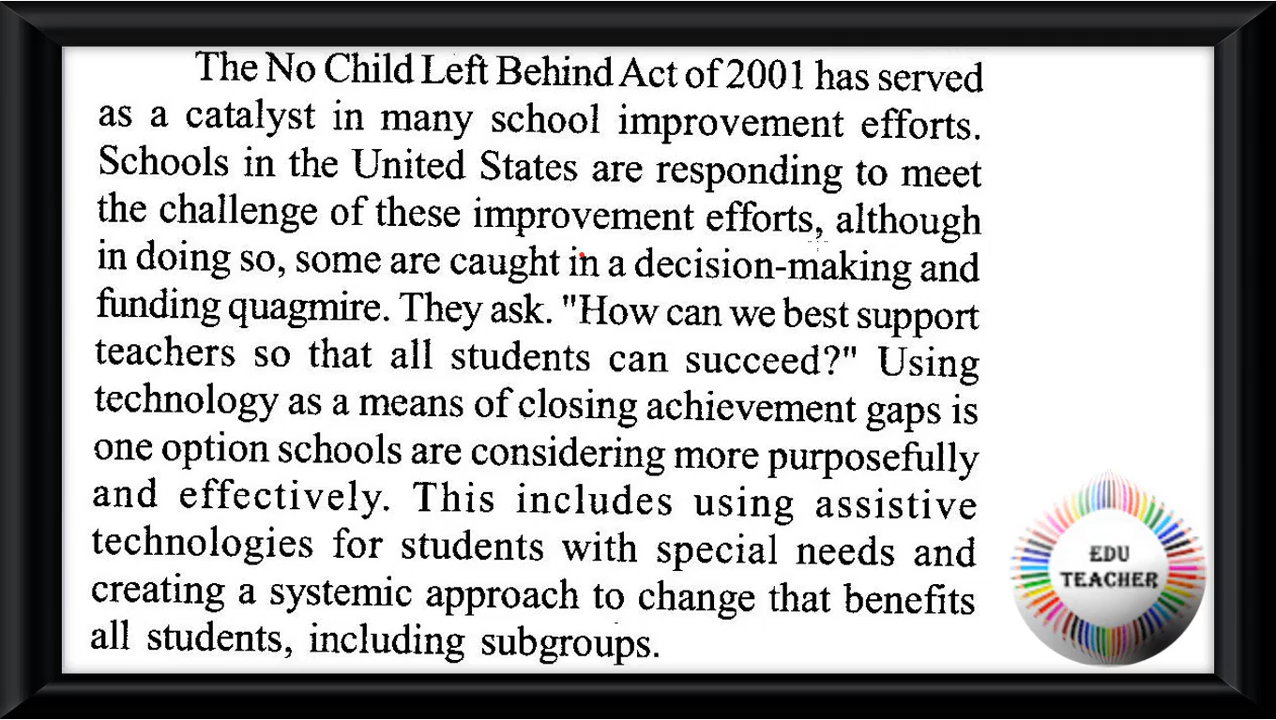 The No Child Left Behind Act of 2001 has served
as a catalyst in many school improvement efforts.
Schools in the United States are responding to meet
the challenge of these improvement efforts, although
in doing so, some are caught in a decision-making and
funding quagmire. They ask. "How can we best support
teachers so that all students can succeed?" Using
technology as a means of closing achievement gaps is
one option schools are considering more purposefully
and effectively. This includes using assistive
technologies for students with special needs and
creating a systemic approach to change that benefits
all students, including subgroups.
EDU
TEACHER